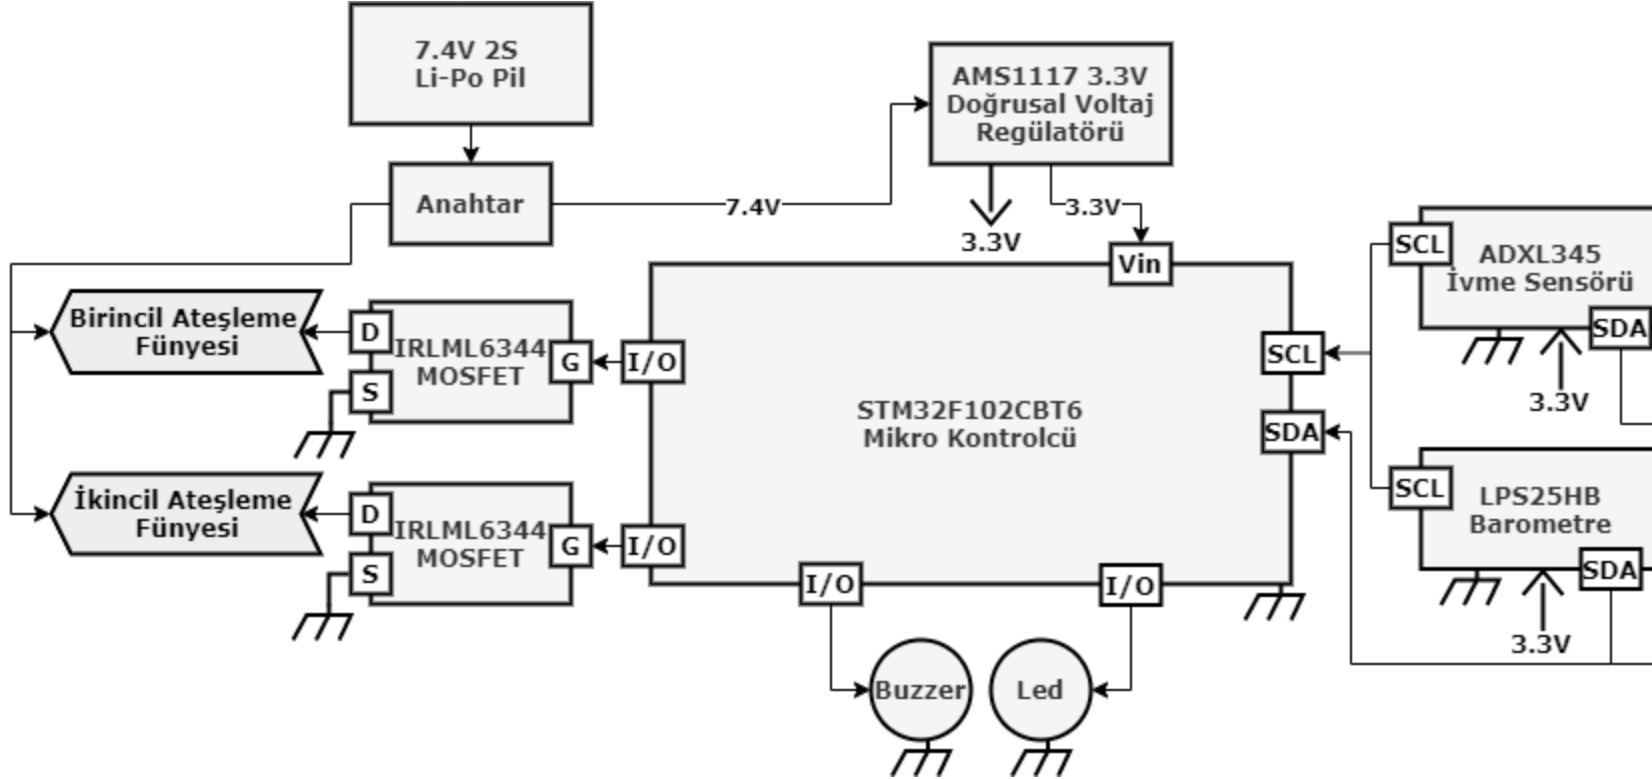 7.4V 2S
Li-Po Pil
AMS1117 3.3V
Doğrusal Voltaj
Regülatörü
Anahtar
7.4V
3.3V
3.3V
Vin
SCL
ADXL345
İvme Sensörü
SDA
3.3V
Birincil Ateşleme
Fünyesi
D
IRLML6344
MOSFET
S
G
I/O
SCL
STM32F102CBT6
Mikro Kontrolcü
SDA
İkincil Ateşleme
Fünyesi
D
IRLML6344
MOSFET
S
G
I/O
SCL
LPS25HB
Barometre
SDA
3.3V
I/O
I/O
Buzzer
Led